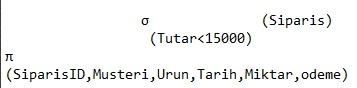 σ (Siparis)
(Tutar<15000)
π
(SiparisID,Musteri,Urun,Tarih,Miktar,odeme)